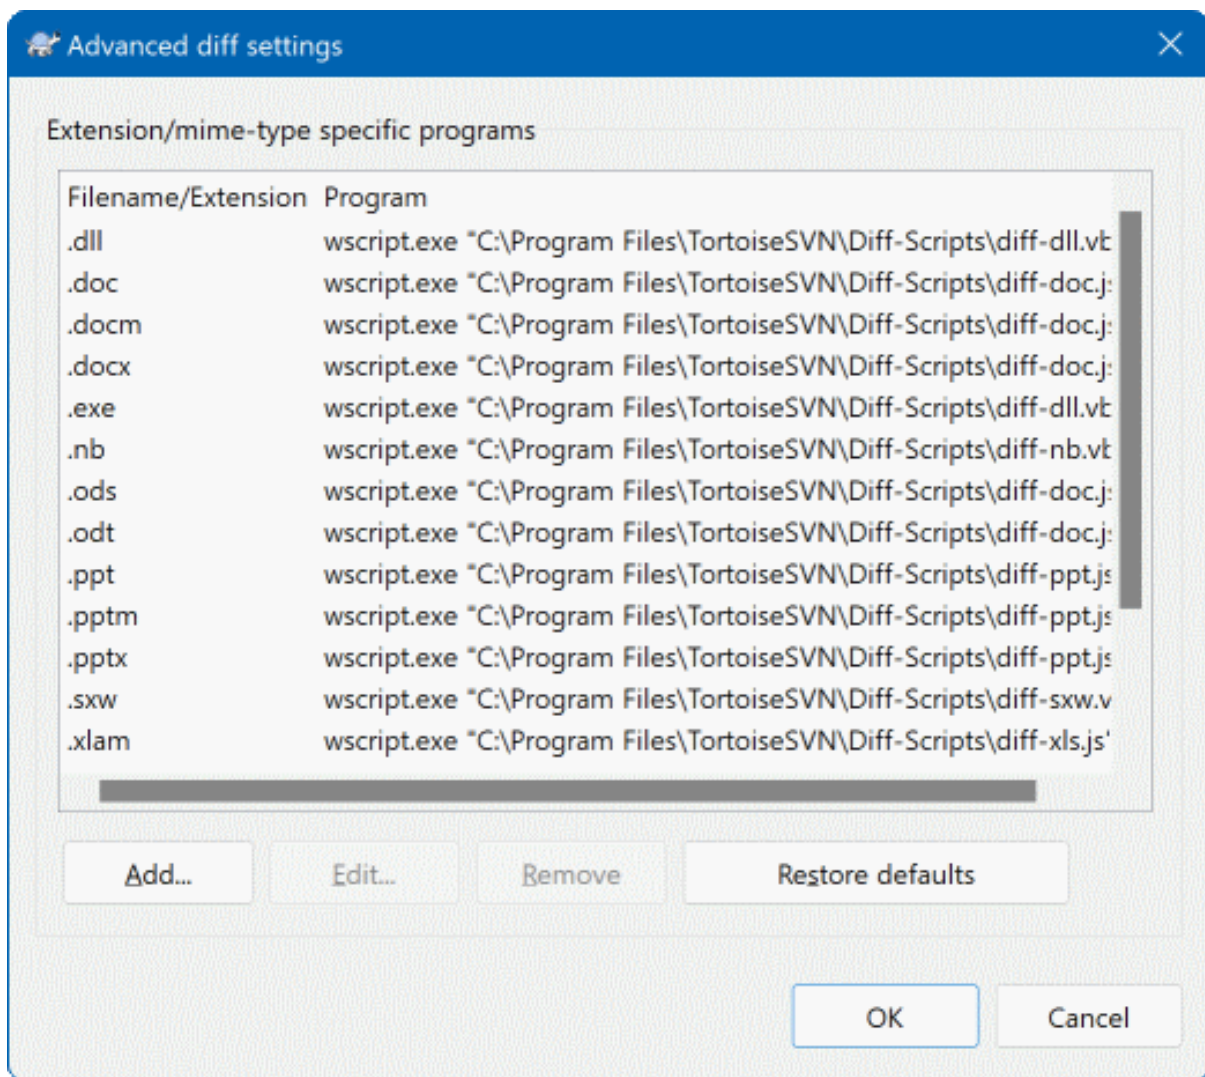 Advanced diff settings
Extension/mime-type specific programs
Filename/Extension Program
.dll wscript.exe "C:\Program Files\TortoiseSVN\Diff-Scripts\diff-dll.vb
.doc wscript.exe "C:\Program Files\TortoiseSVN\Diff-Scripts\diff-doc.js
.docm wscript.exe "C:\Program Files\TortoiseSVN\Diff-Scripts\diff-doc.js
.docx wscript.exe "C:\Program Files\TortoiseSVN\Diff-Scripts\diff-doc.js
.exe wscript.exe "C:\Program Files\TortoiseSVN\Diff-Scripts\diff-dll.vb
.nb wscript.exe "C:\Program Files\TortoiseSVN\Diff-Scripts\diff-nb.vb
.ods wscript.exe "C:\Program Files\TortoiseSVN\Diff-Scripts\diff-doc.js
.odt wscript.exe "C:\Program Files\TortoiseSVN\Diff-Scripts\diff-doc.js
.ppt wscript.exe "C:\Program Files\TortoiseSVN\Diff-Scripts\diff-ppt.js
.pptm wscript.exe "C:\Program Files\TortoiseSVN\Diff-Scripts\diff-ppt.js
.pptx wscript.exe "C:\Program Files\TortoiseSVN\Diff-Scripts\diff-ppt.js
.sxw wscript.exe "C:\Program Files\TortoiseSVN\Diff-Scripts\diff-sxw.v
.xlam wscript.exe "C:\Program Files\TortoiseSVN\Diff-Scripts\diff-xls.js"
Add... Edit... Remove Restore defaults
OK Cancel